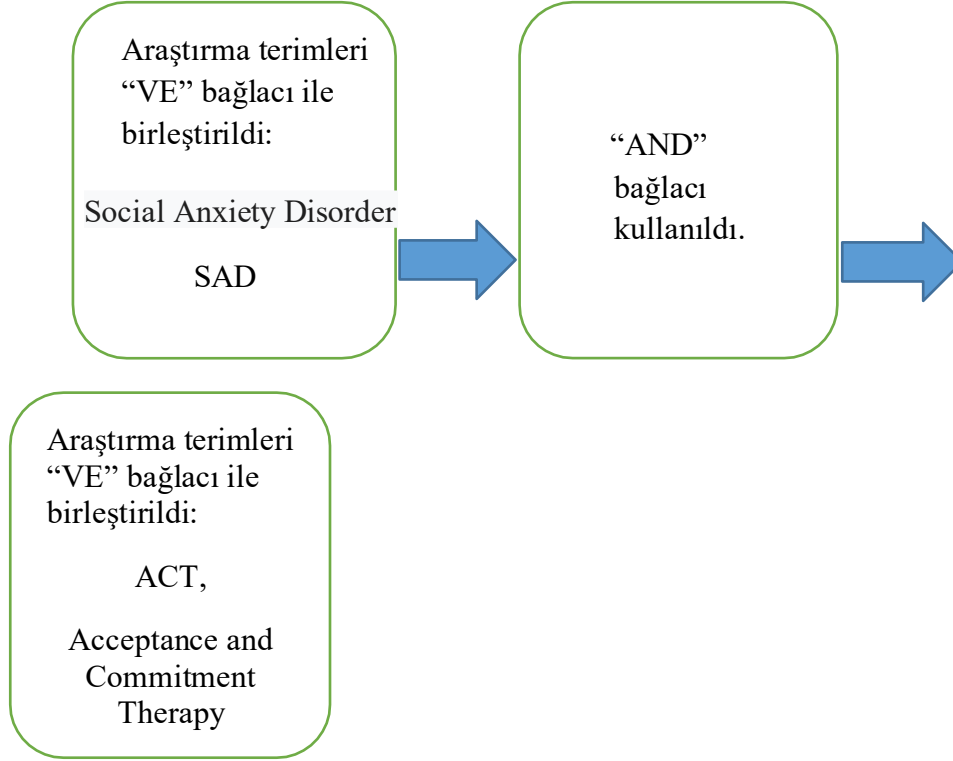 Araştırma terimleri
“VE” bağlacı ile
birleştirildi:
Social Anxiety Disorder
SAD
“AND”
bağlacı
kullanıldı.
Araştırma terimleri
“VE” bağlacı ile
birleştirildi:
ACT,
Acceptance and
Commitment
Therapy